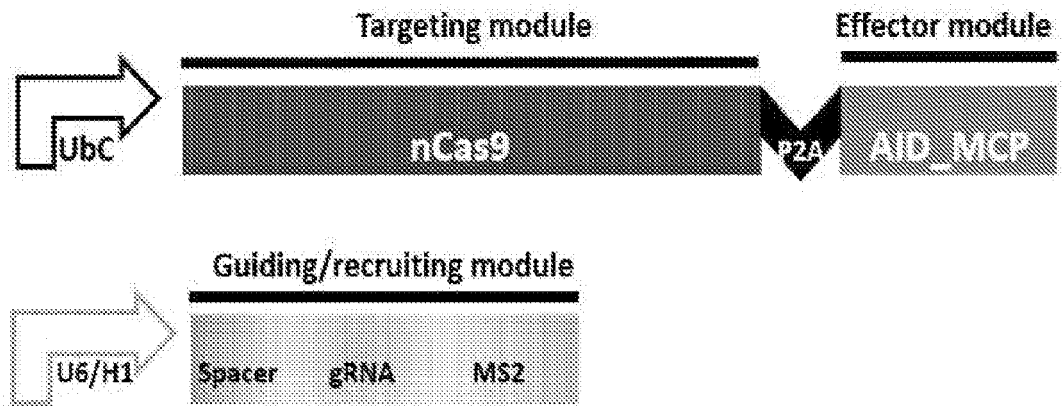 Targeting module
Effector module
UbC
nCas9
P2A
AID_MCP
Guiding/recruiting module
U6/H1
Spacer gRNA MS2